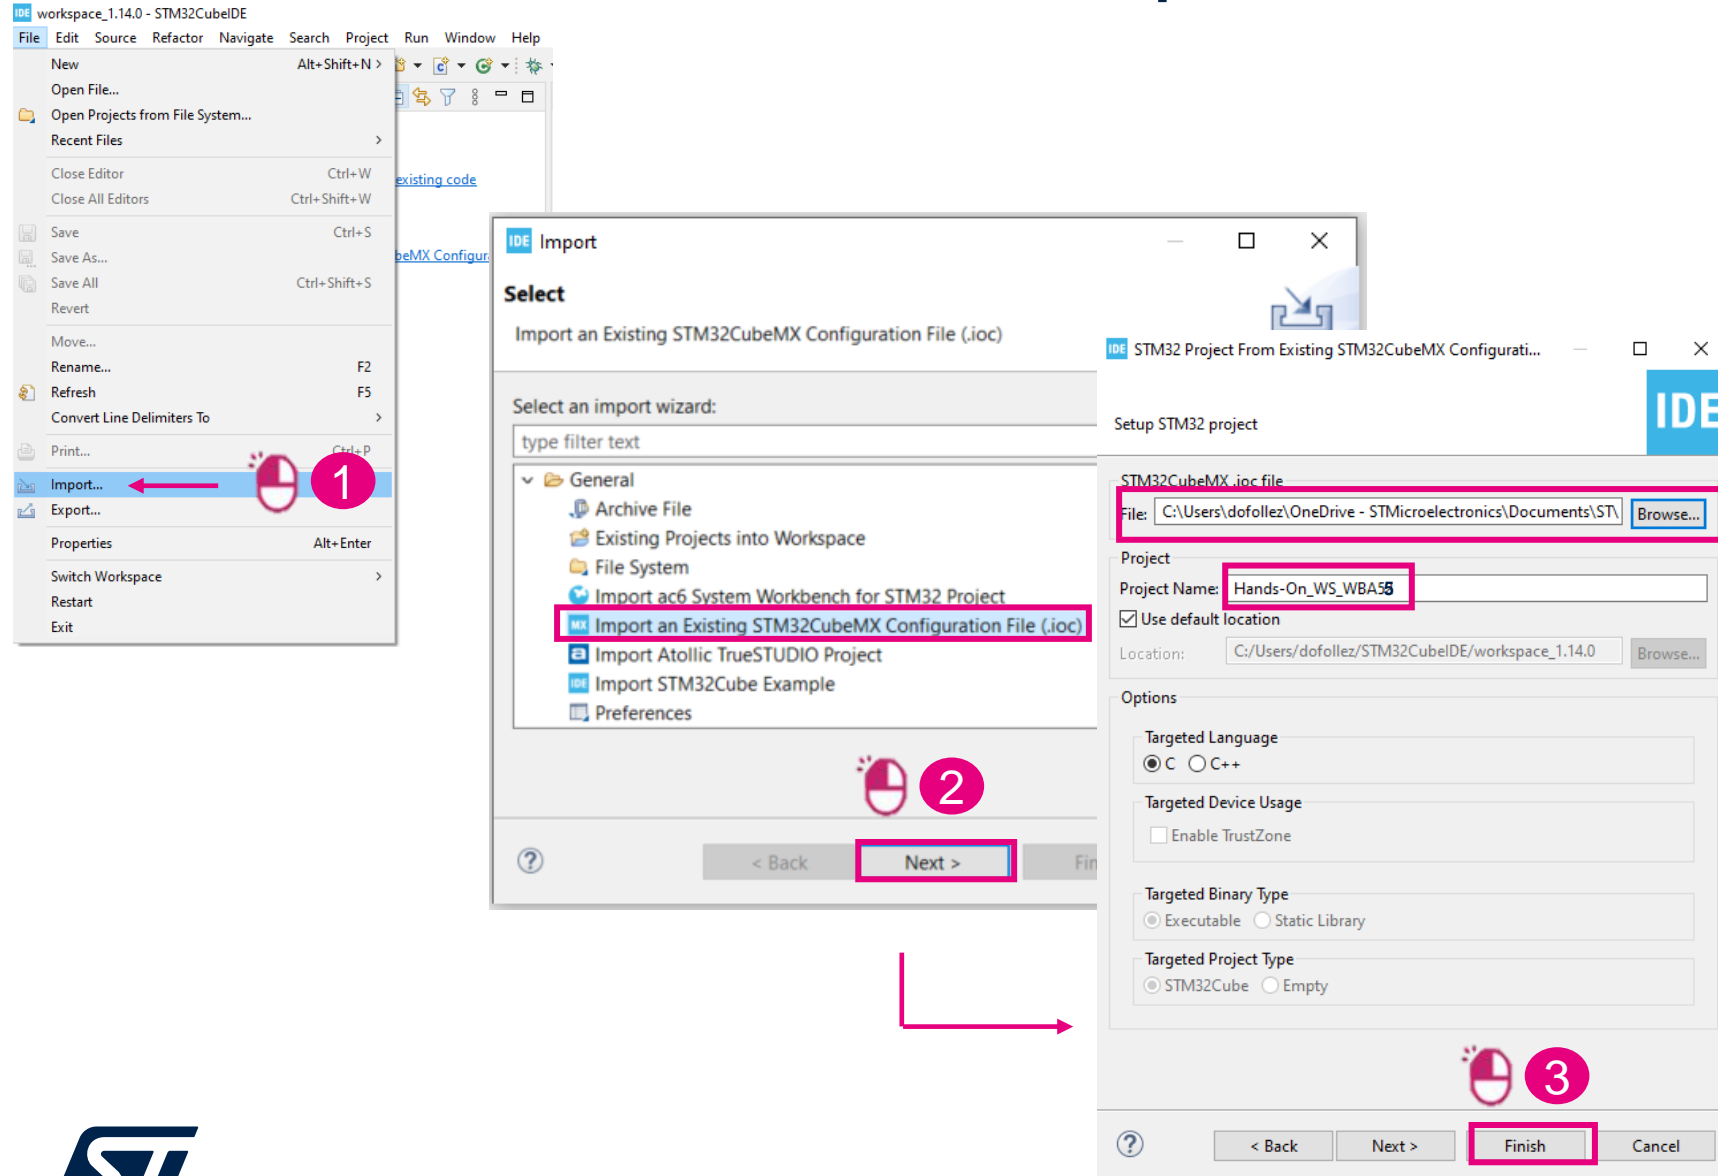 IDE workspace_1.14.0 - STM32CubeIDE
File Edit Source Refactor Navigate Search Project Run Window Help
New Alt+Shift+N >
Open File...
Open Projects from File System...
Recent Files >
Close Editor Ctrl+W
existing code
Close All Editors Ctrl+Shift+W
Save Ctrl+S
Save As...
beMX Configur
Save All Ctrl+Shift+S
Revert
Move...
Rename... F2
Refresh F5
Convert Line Delimiters To >
Print... Ctrl+P
Import... 1
Export...
Properties Alt+Enter
Switch Workspace >
Restart
Exit
IDE Import
Select
Import an Existing STM32CubeMX Configuration File (.ioc)
Select an import wizard:
type filter text
General
Archive File
Existing Projects into Workspace
File System
Import ac6 System Workbench for STM32 Project
MX Import an Existing STM32CubeMX Configuration File (.ioc)
Import Atollic TrueSTUDIO Project
IDE Import STM32Cube Example
Preferences
2
? < Back Next > Fin
IDE STM32 Project From Existing STM32CubeMX Configurati...
IDE
Setup STM32 project
STM32CubeMX .ioc file
File: C:\Users\dofollez\OneDrive - STMicroelectronics\Documents\ST\ Browse...
Project
Project Name: Hands-On_WS_WBA55
Use default location
Location: C:/Users/dofollez/STM32CubeIDE/workspace_1.14.0 Browse...
Options
Targeted Language
C C++
Targeted Device Usage
Enable TrustZone
Targeted Binary Type
Executable Static Library
Targeted Project Type
STM32Cube Empty
3
? < Back Next > Finish Cancel